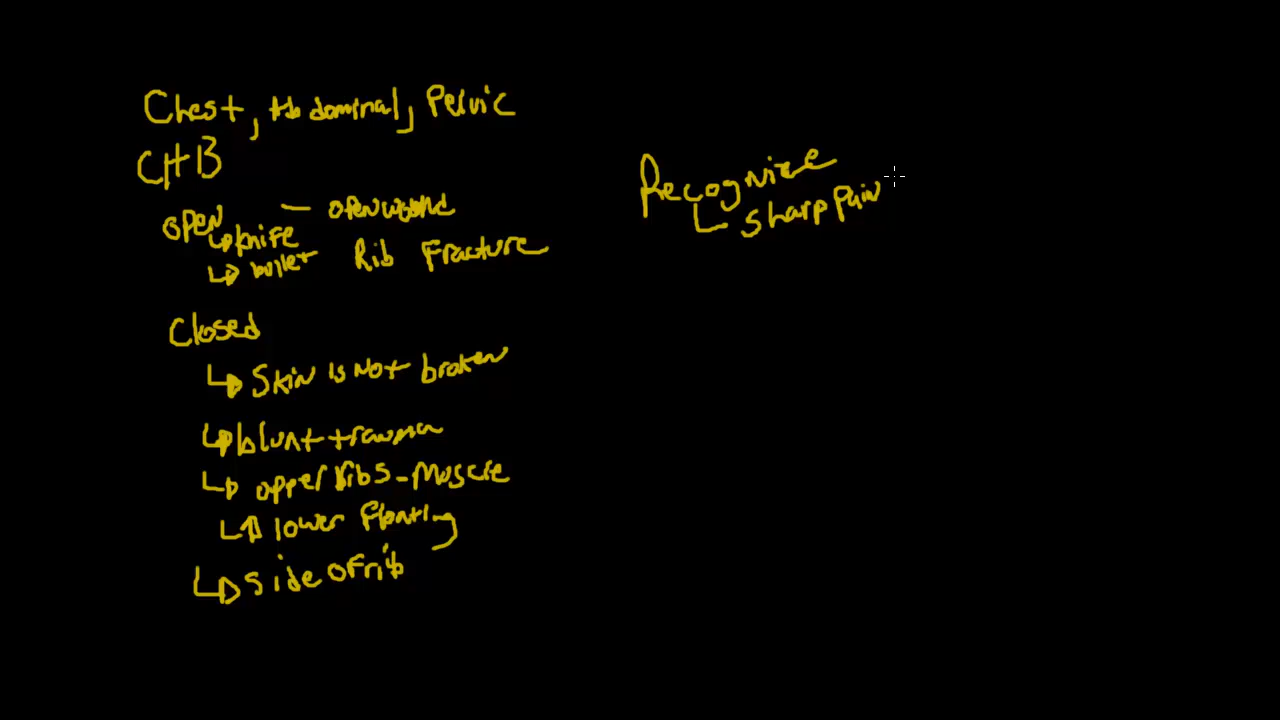 Chest, Abdominal, Pelvic
CH13
open - open wound
↳ knife
↳ bullet Rib Fracture
Closed
↳ Skin is Not broken
↳ blunt trauma
↳ upper Ribs - Muscle
↳ lower floating
↳ side of rib
Recognize
sharp Pain